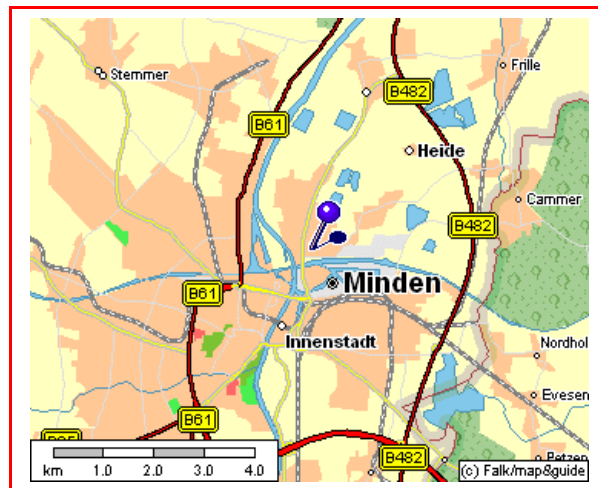 Stemmer
Frille
B482
B61
Heide
Cammer
B482
Minden
B61
Innenstadt
Nordhol
Evesen
B61
B482
km 1.0 2.0 3.0 4.0
(c) Falk/map&guide